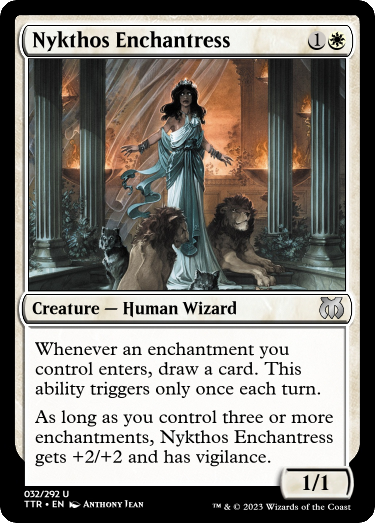 Nykthos Enchantress 1
Creature — Human Wizard
Whenever an enchantment you
control enters, draw a card. This
ability triggers only once each turn.
As long as you control three or more
enchantments, Nykthos Enchantress
gets +2/+2 and has vigilance.
1/1
032/292 U
TTR • EN Anthony Jean
™ & © 2023 Wizards of the Coast